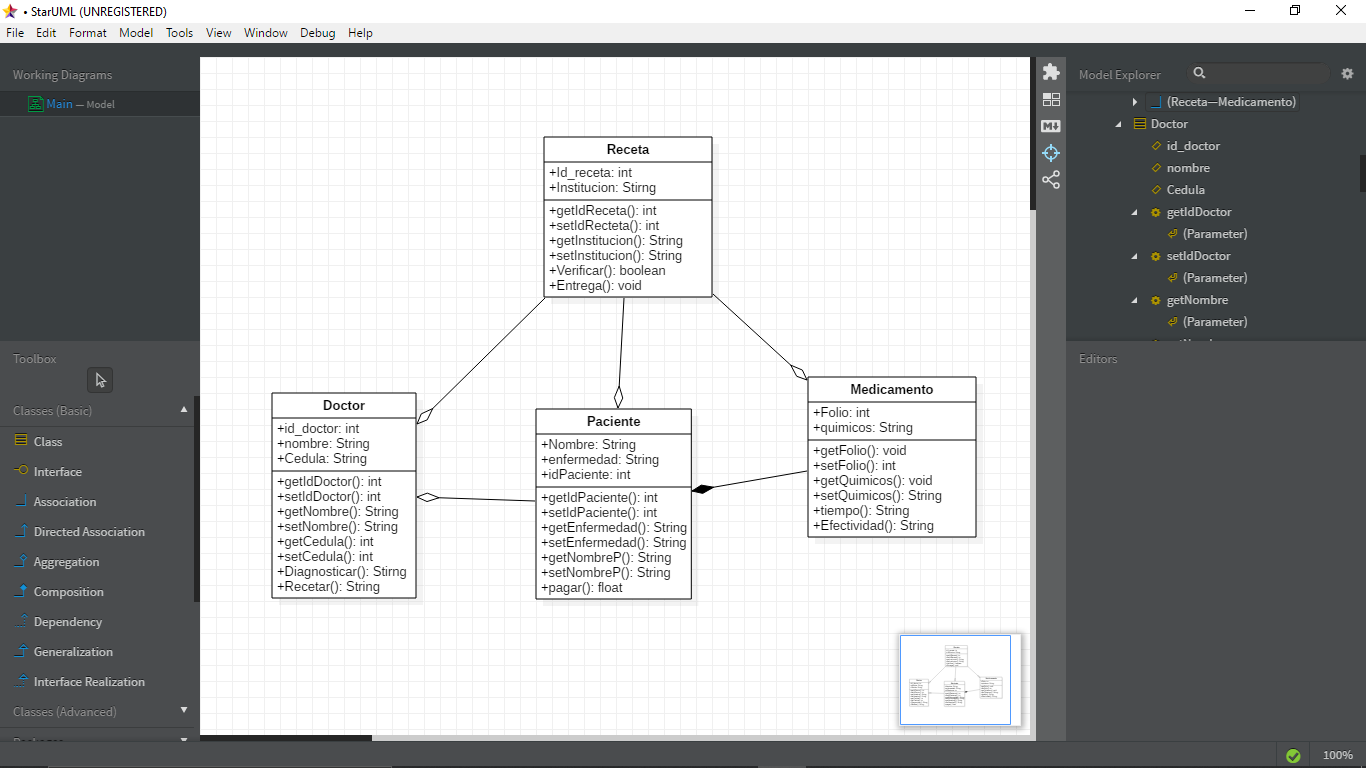 • StarUML (UNREGISTERED)
File Edit Format Model Tools View Window Debug Help
Working Diagrams
Main — Model
Toolbox
Classes (Basic)
Class
Interface
Association
Directed Association
Aggregation
Composition
Dependency
Generalization
Interface Realization
Classes (Advanced)
Receta
+Id_receta: int
+Institucion: Stirng
+getIdReceta(): int
+setIdRecteta(): int
+getInstitucion(): String
+setInstitucion(): String
+Verificar(): boolean
+Entrega(): void
Doctor
+id_doctor: int
+nombre: String
+Cedula: String
+getIdDoctor(): int
+setIdDoctor(): int
+getNombre(): String
+setNombre(): String
+getCedula(): int
+setCedula(): int
+Diagnosticar(): Stirng
+Recetar(): String
Paciente
+Nombre: String
+enfermedad: String
+idPaciente: int
+getIdPaciente(): int
+setIdPaciente(): int
+getEnfermedad(): String
+setEnfermedad(): String
+getNombreP(): String
+setNombreP(): String
+pagar(): float
Medicamento
+Folio: int
+quimicos: String
+getFolio(): void
+setFolio(): int
+getQuimicos(): void
+setQuimicos(): String
+tiempo(): String
+Efectividad(): String
Model Explorer
(Receta—Medicamento)
Doctor
id_doctor
nombre
Cedula
getIdDoctor
(Parameter)
setIdDoctor
(Parameter)
getNombre
(Parameter)
Editors
100%